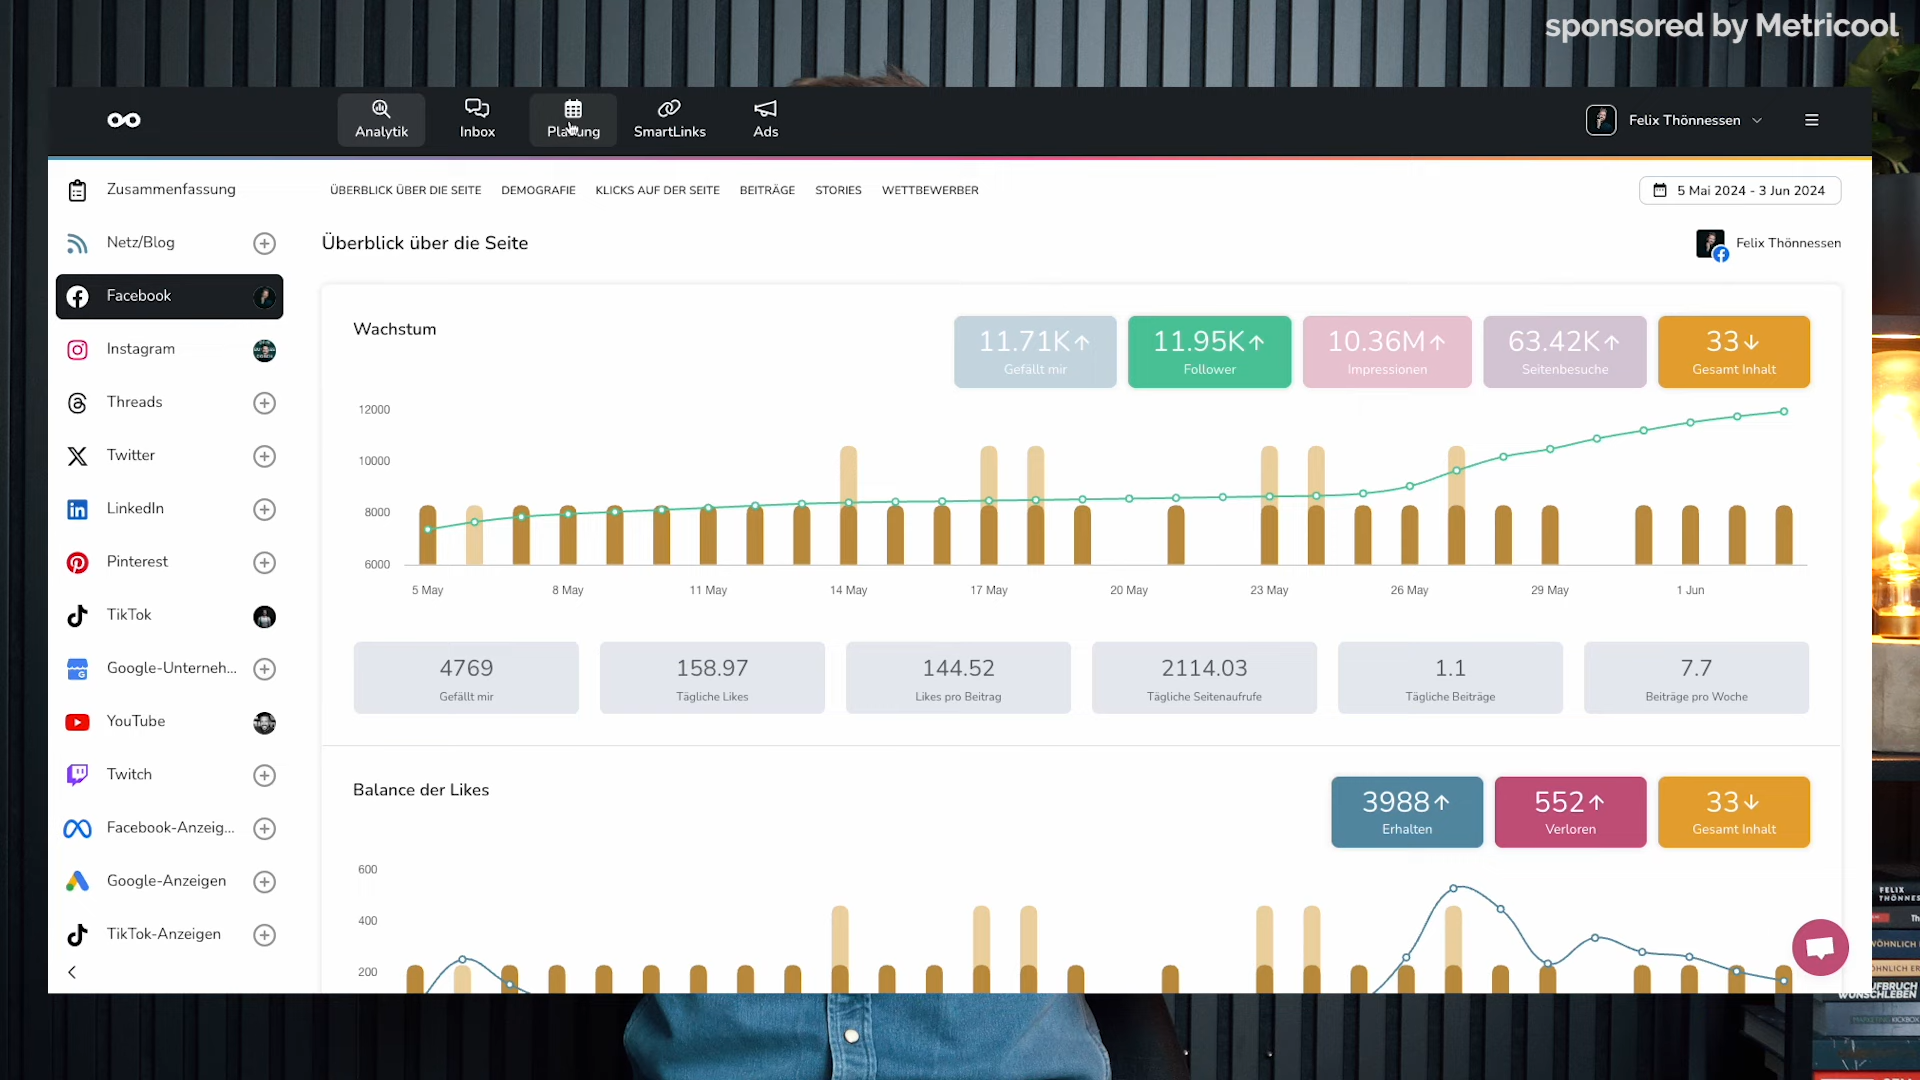 sponsored by Metricool
Analytik
Inbox
Planung
SmartLinks
Ads
Felix Thönnessen
Zusammenfassung
Netz/Blog
Facebook
Instagram
Threads
Twitter
LinkedIn
Pinterest
TikTok
Google-Unterneh...
YouTube
Twitch
Facebook-Anzeig...
Google-Anzeigen
TikTok-Anzeigen
ÜBERBLICK ÜBER DIE SEITE DEMOGRAFIE KLICKS AUF DER SEITE BEITRÄGE STORIES WETTBEWERBER
5 Mai 2024 - 3 Jun 2024
Überblick über die Seite
Felix Thönnessen
Wachstum
11.71K↑
Gefällt mir
11.95K↑
Follower
10.36M↑
Impressionen
63.42K↑
Seitenbesuche
33↓
Gesamt Inhalt
12000
10000
8000
6000
5 May 8 May 11 May 14 May 17 May 20 May 23 May 26 May 29 May 1 Jun
4769
Gefällt mir
158.97
Tägliche Likes
144.52
Likes pro Beitrag
2114.03
Tägliche Seitenaufrufe
1.1
Tägliche Beiträge
7.7
Beiträge pro Woche
Balance der Likes
3988↑
Erhalten
552↑
Verloren
33↓
Gesamt Inhalt
600
400
200
FELIX
WUNSCHLEBEN